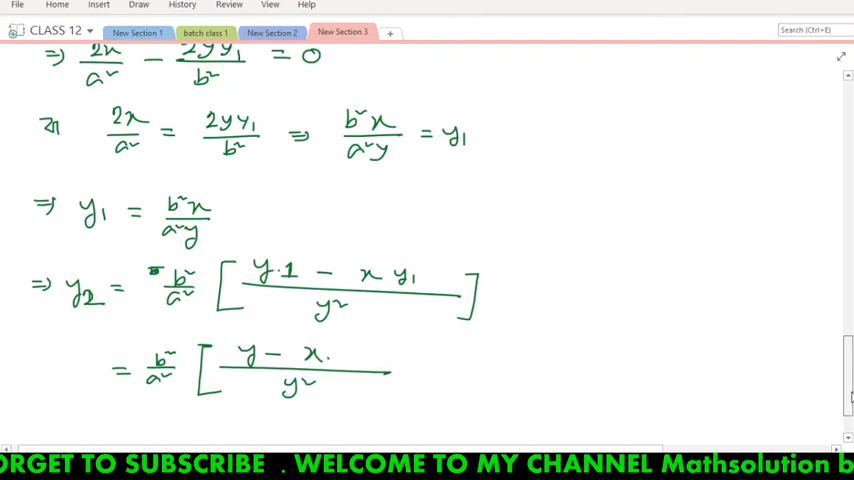 File Home Insert Draw History Review View Help
CLASS 12 New Section 1 batch class 1 New Section 2 New Section 3 +
Search (Ctrl+E)
⇒ 2x/a² - 2yy₁/b² = 0
2x/a² = 2yy₁/b² ⇒ b²x/a²y = y₁
⇒ y₁ = b²x/a²y
⇒ y₂ = b²/a² [ (y·1 - x y₁)/y² ]
= b²/a² [ (y - x.)/y²
ORGET TO SUBSCRIBE . WELCOME TO MY CHANNEL Mathsolution b